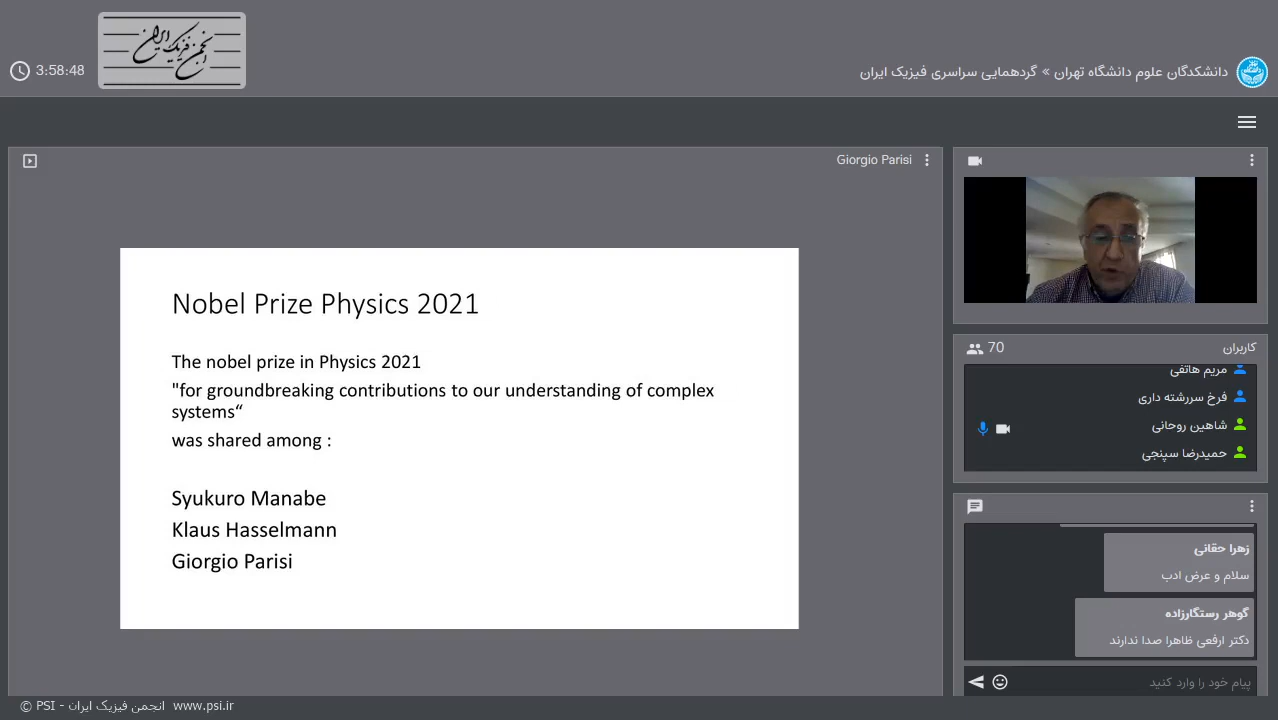 3:58:48
انجمن فیزیک ایران
دانشکدگان علوم دانشگاه تهران » گردهمایی سراسری فیزیک ایران
Giorgio Parisi
Nobel Prize Physics 2021
The nobel prize in Physics 2021
"for groundbreaking contributions to our understanding of complex
systems“
was shared among :
Syukuro Manabe
Klaus Hasselmann
Giorgio Parisi
70
کاربران
مریم هاتفی
فرخ سررشته داری
شاهین روحانی
حمیدرضا سپنجی
زهرا حقانی
سلام و عرض ادب
گوهر رستگارزاده
دکتر ارفعی ظاهرا صدا ندارند
پیام خود را وارد کنید
© PSI - انجمن فیزیک ایران www.psi.ir